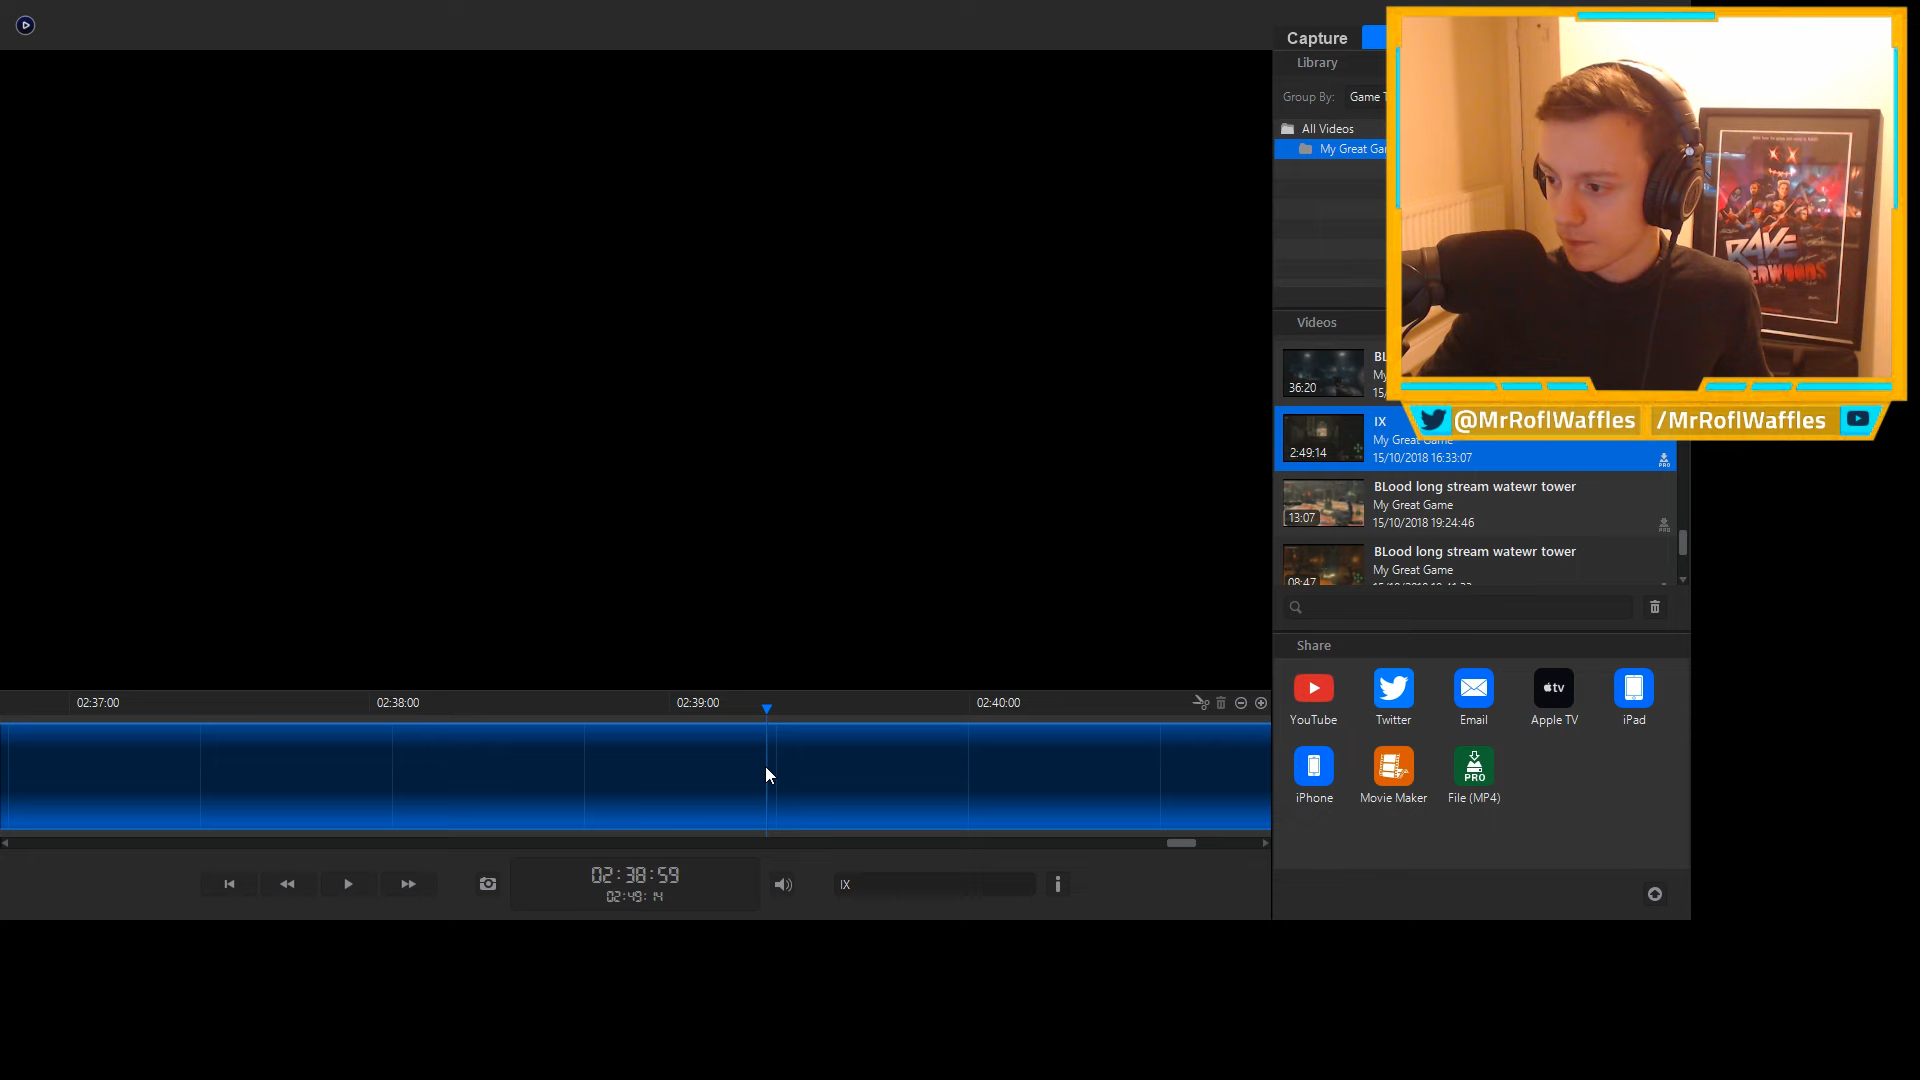 Capture
Library
Group By:
All Videos
My Great
Videos
36:20
IX
My Great Game
15/10/2018 16:33:07
2:49:14
PRO
BLood long stream watewr tower
My Great Game
15/10/2018 19:24:46
13:07
BLood long stream watewr tower
My Great Game
08:47
@MrRoflWaffles /MrRoflWaffles
RAVE
02:37:00 02:38:00 02:39:00 02:40:00
Share
YouTube Twitter Email Apple TV iPad
tv
iPhone Movie Maker File (MP4)
PRO
02:38:59
02:49:14
IX